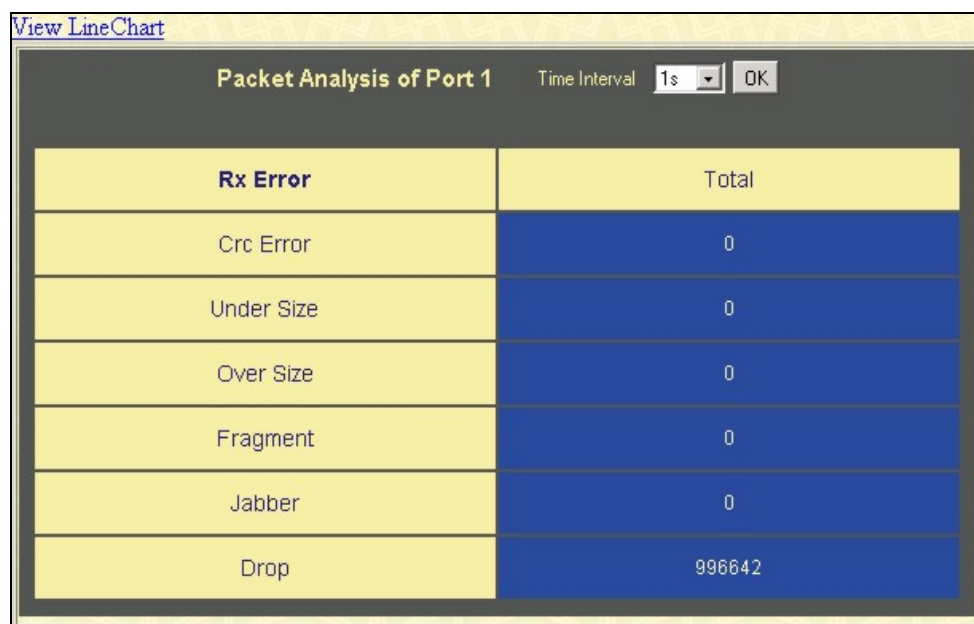 View LineChart
Packet Analysis of Port 1 Time Interval 1s OK
Rx Error Total
Crc Error 0
Under Size 0
Over Size 0
Fragment 0
Jabber 0
Drop 996642